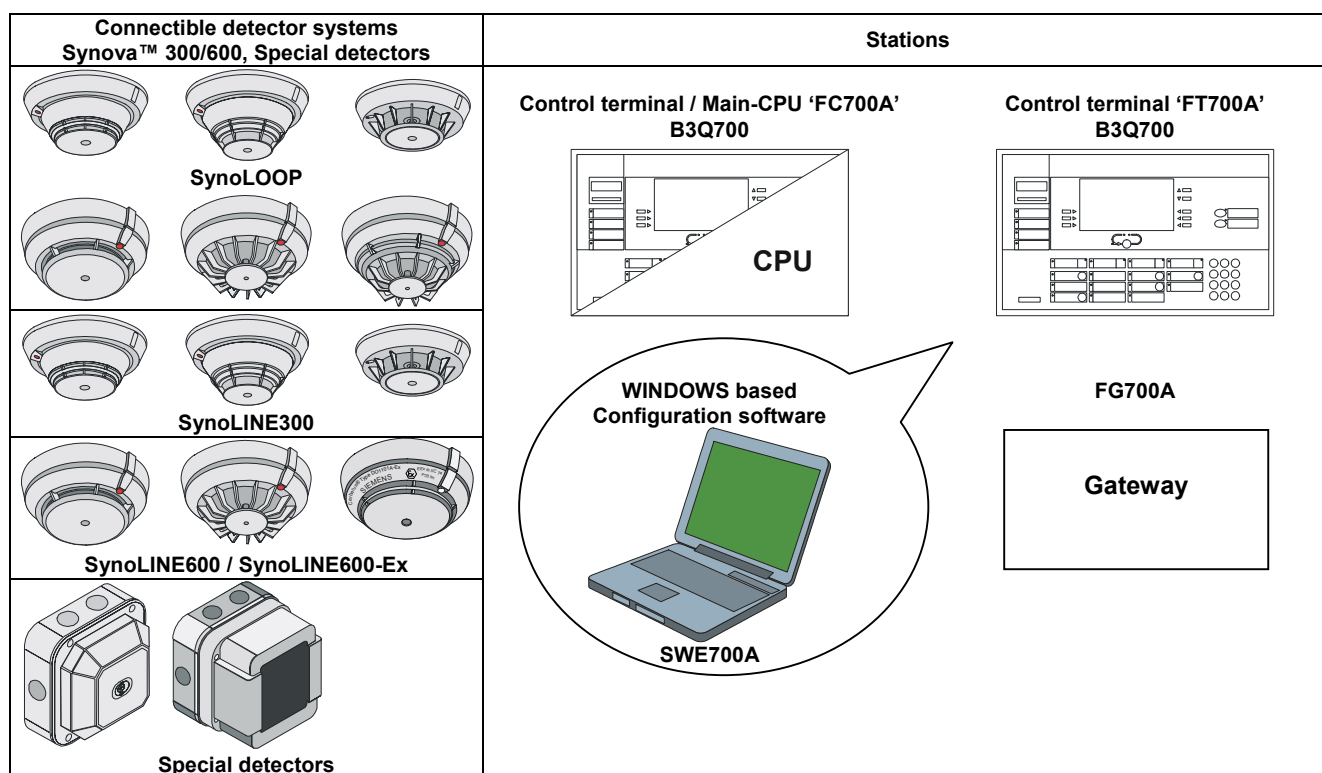 Connectible detector systems
Synova™ 300/600, Special detectors
Stations
SynoLOOP
SynoLINE300
SynoLINE600 / SynoLINE600-Ex
SIEMENS
Special detectors
Control terminal / Main-CPU ‘FC700A’
B3Q700
CPU
Control terminal ‘FT700A’
B3Q700
WINDOWS based
Configuration software
SWE700A
FG700A
Gateway